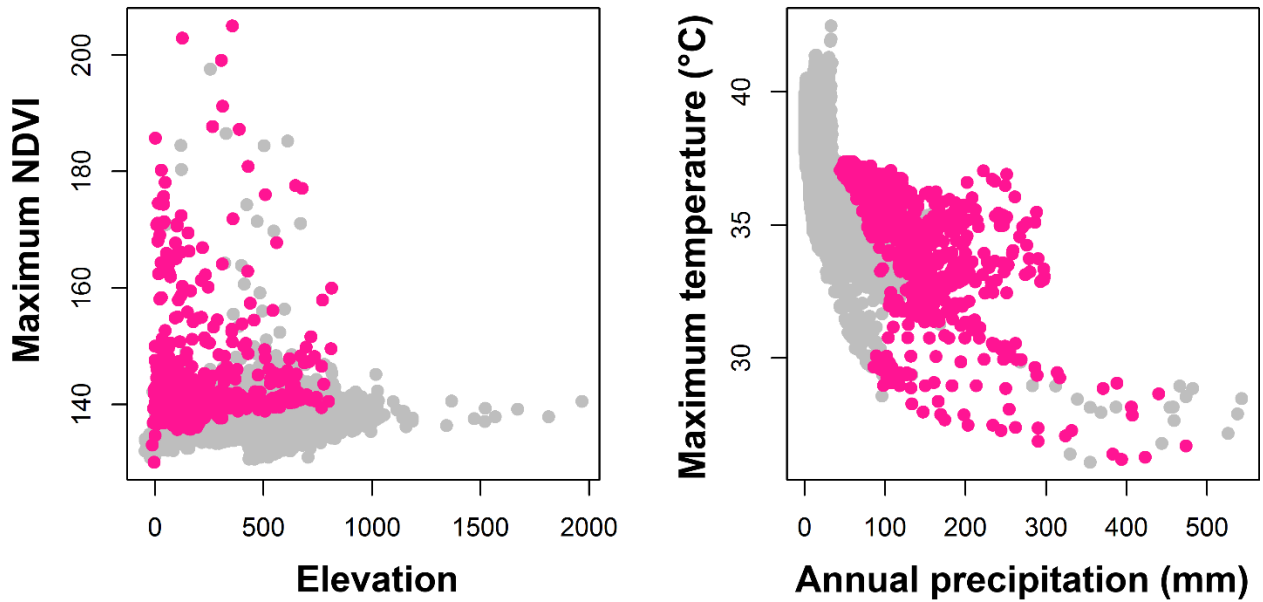 Maximum NDVI
200
180
160
140
0 500 1000 1500 2000
Elevation
Maximum temperature (°C)
40
35
30
0 100 200 300 400 500
Annual precipitation (mm)